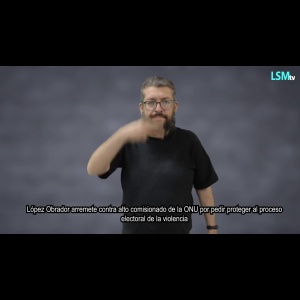 LSMtv
López Obrador arremete contra alto comisionado de la ONU por pedir proteger al proceso
electoral de la violencia